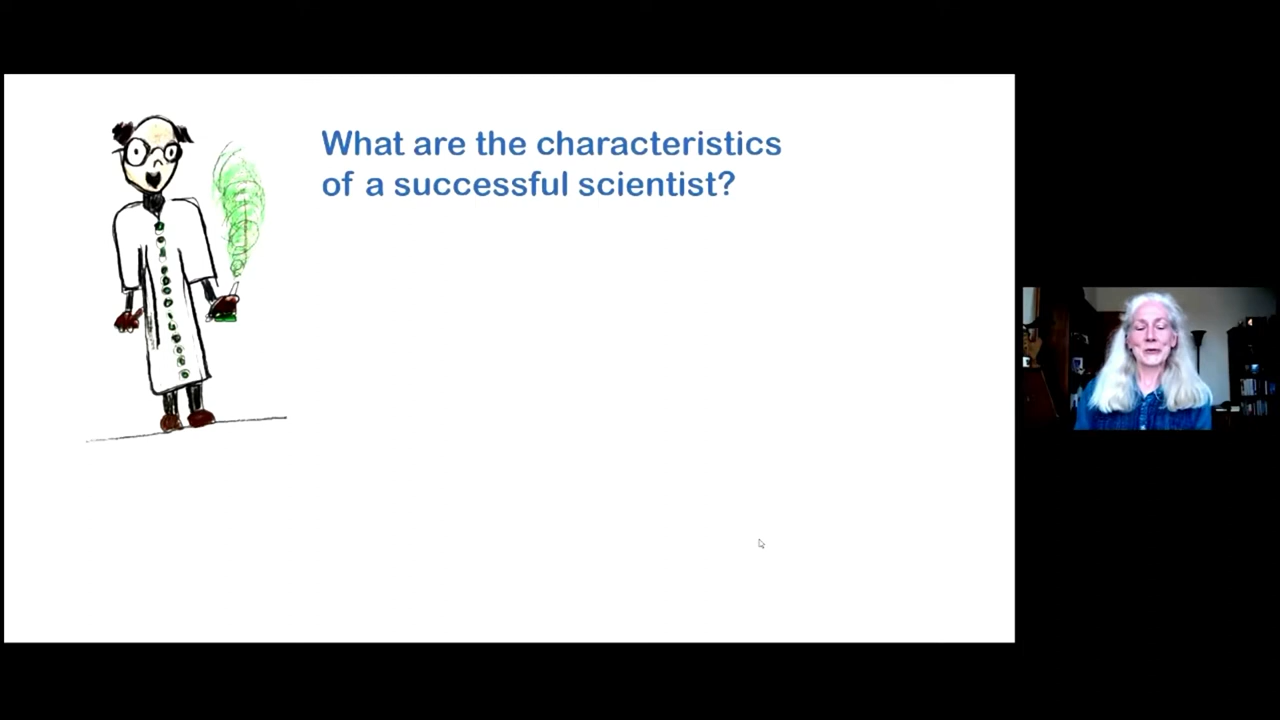 What are the characteristics
of a successful scientist?